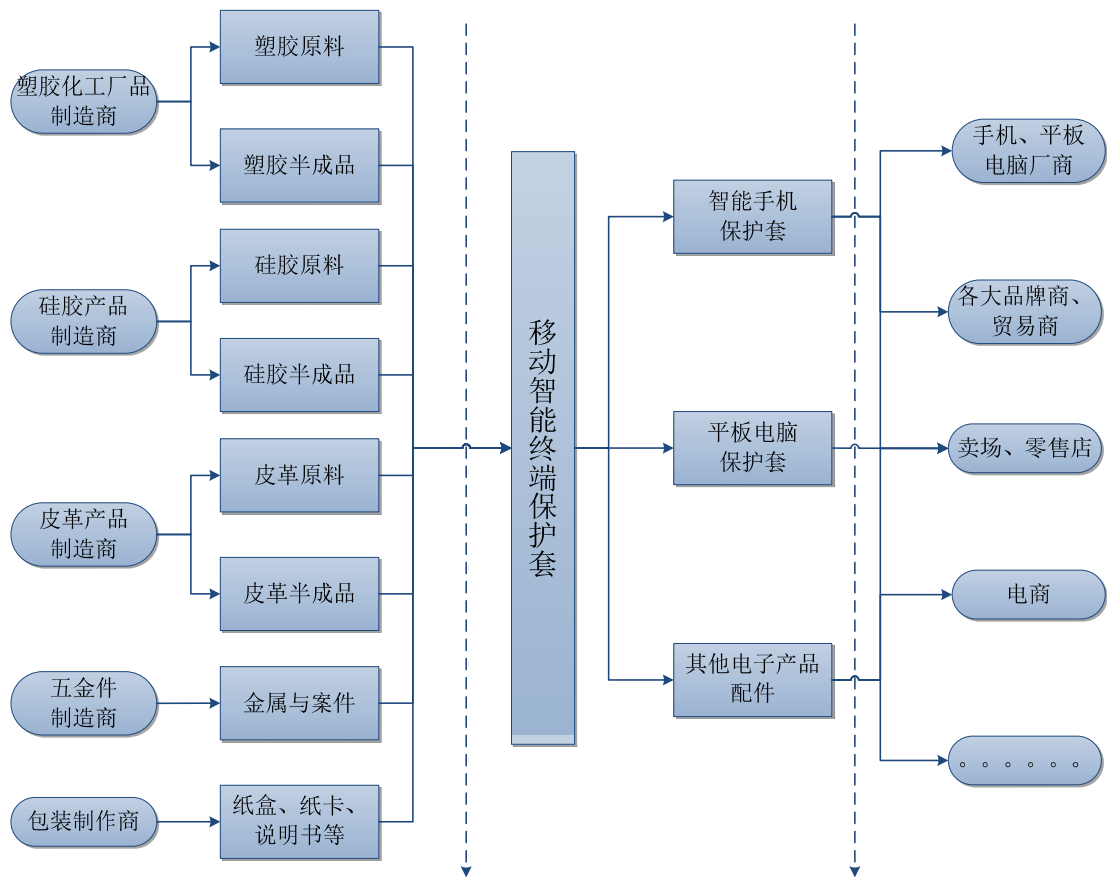 塑胶化工厂品
制造商
塑胶原料
塑胶半成品
硅胶产品
制造商
硅胶原料
硅胶半成品
皮革产品
制造商
皮革原料
皮革半成品
五金件
制造商
金属与案件
包装制作商
纸盒、纸卡、
说明书等
移动智能终端保护套
智能手机
保护套
平板电脑
保护套
其他电子产品
配件
手机、平板
电脑厂商
各大品牌商、
贸易商
卖场、零售店
电商
。。。。。。